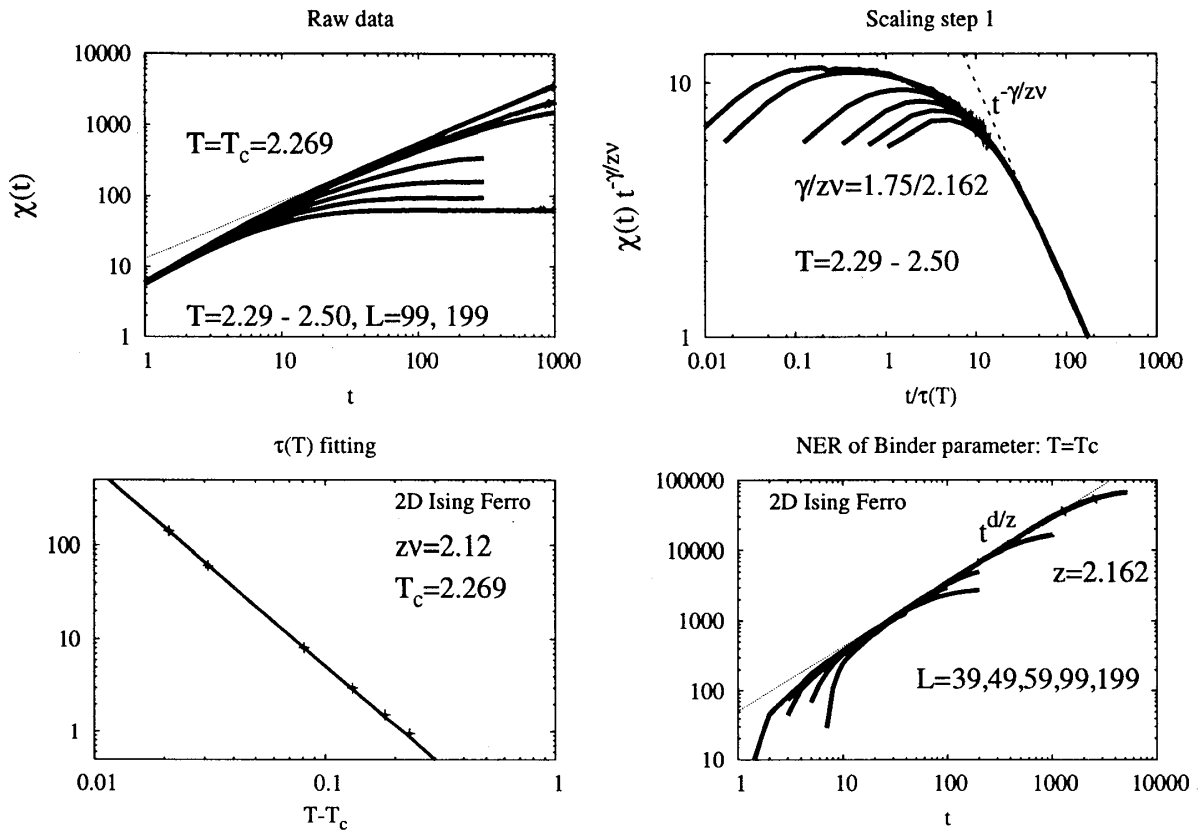 Raw data
χ(t)
10000
1000
100
10
1
T=Tc=2.269
T=2.29 - 2.50, L=99, 199
1 10 100 1000
t
Scaling step 1
χ(t) t^-γ/zν
10
1
t^-γ/zν
γ/zν=1.75/2.162
T=2.29 - 2.50
0.01 0.1 1 10 100 1000
t/τ(T)
τ(T) fitting
100
10
1
2D Ising Ferro
zν=2.12
Tc=2.269
0.01 0.1 1
T-Tc
NER of Binder parameter: T=Tc
100000
10000
1000
100
10
2D Ising Ferro
t^d/z
z=2.162
L=39,49,59,99,199
1 10 100 1000 10000
t